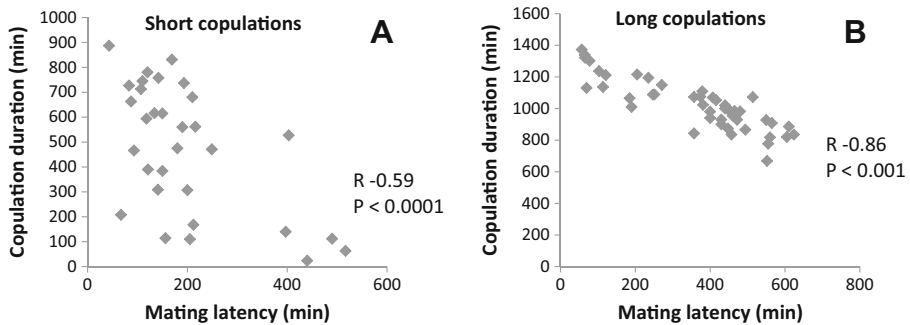 Short copulations
A
Copulation duration (min)
1000
900
800
700
600
500
400
300
200
100
0
0 200 400 600
Mating latency (min)
R -0.59
P < 0.0001
Long copulations
B
Copulation duration (min)
1600
1400
1200
1000
800
600
400
200
0
0 200 400 600 800
Mating latency (min)
R -0.86
P < 0.001